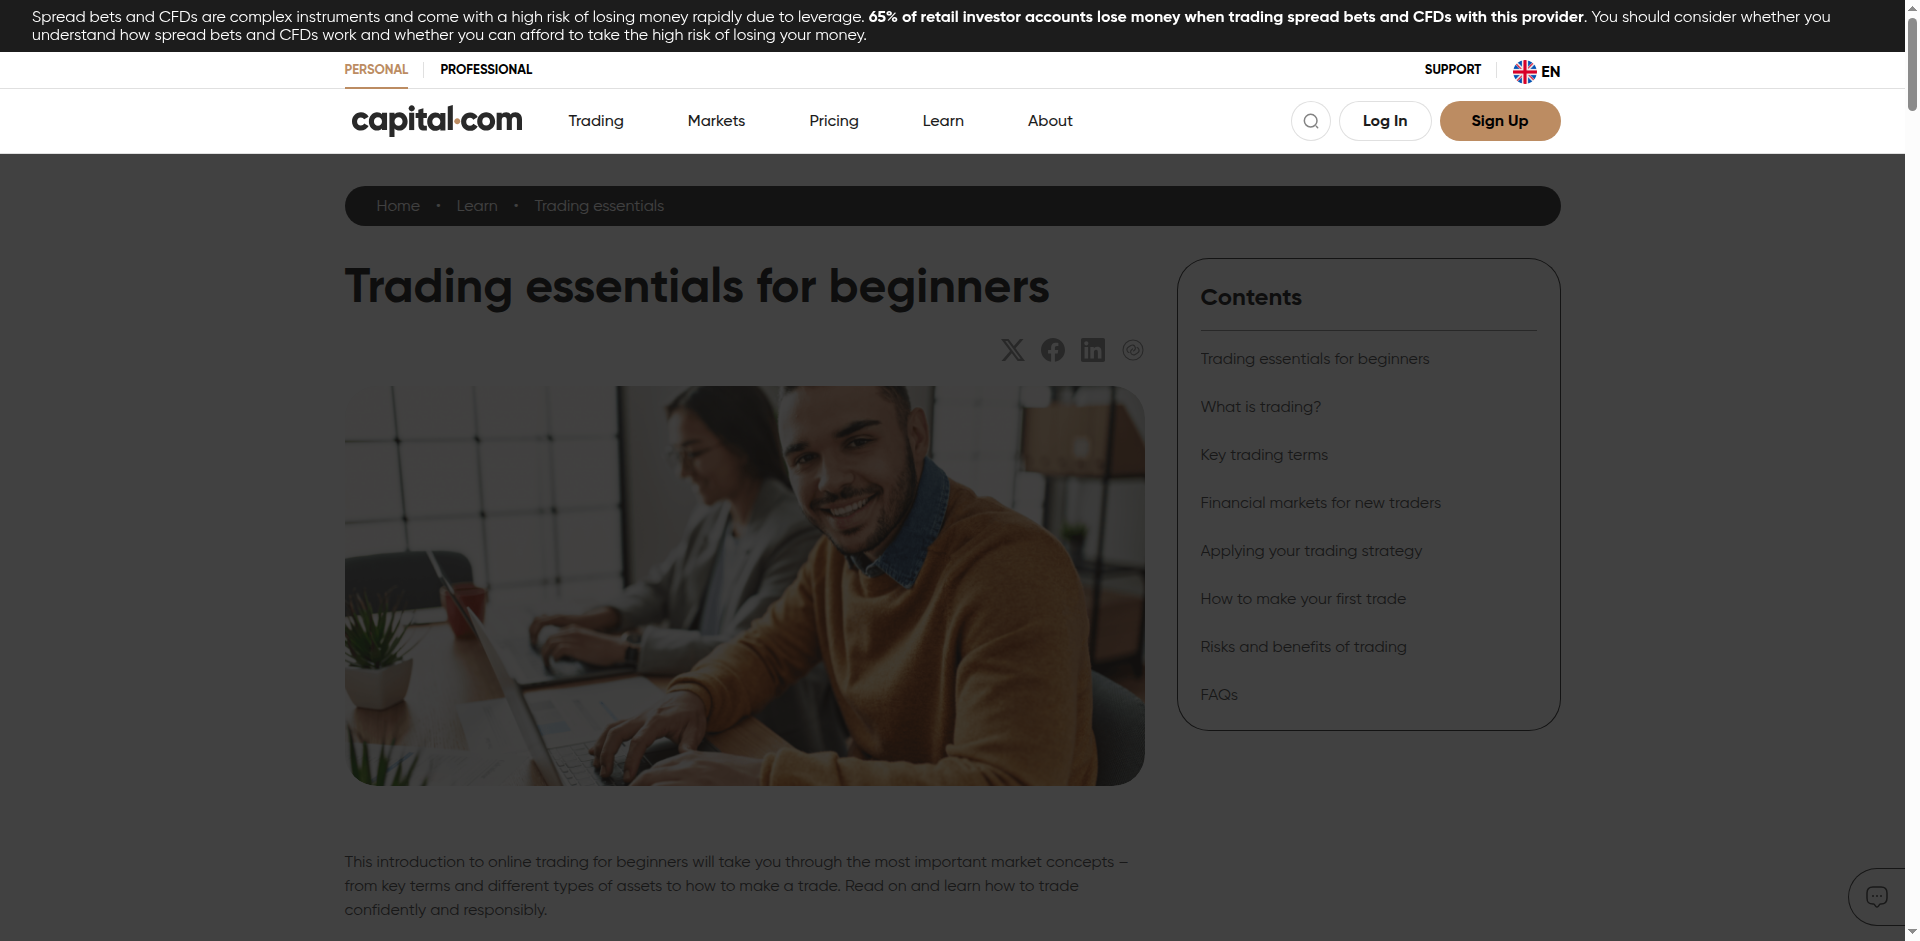 Spread bets and CFDs are complex instruments and come with a high risk of losing money rapidly due to leverage. 65% of retail investor accounts lose money when trading spread bets and CFDs with this provider. You should consider whether you
understand how spread bets and CFDs work and whether you can afford to take the high risk of losing your money.
PERSONAL PROFESSIONAL SUPPORT EN
capital.com Trading Markets Pricing Learn About Log In Sign Up
Home • Learn • Trading essentials
Trading essentials for beginners
Contents
Trading essentials for beginners
What is trading?
Key trading terms
Financial markets for new traders
Applying your trading strategy
How to make your first trade
Risks and benefits of trading
FAQs
This introduction to online trading for beginners will take you through the most important market concepts –
from key terms and different types of assets to how to make a trade. Read on and learn how to trade
confidently and responsibly.